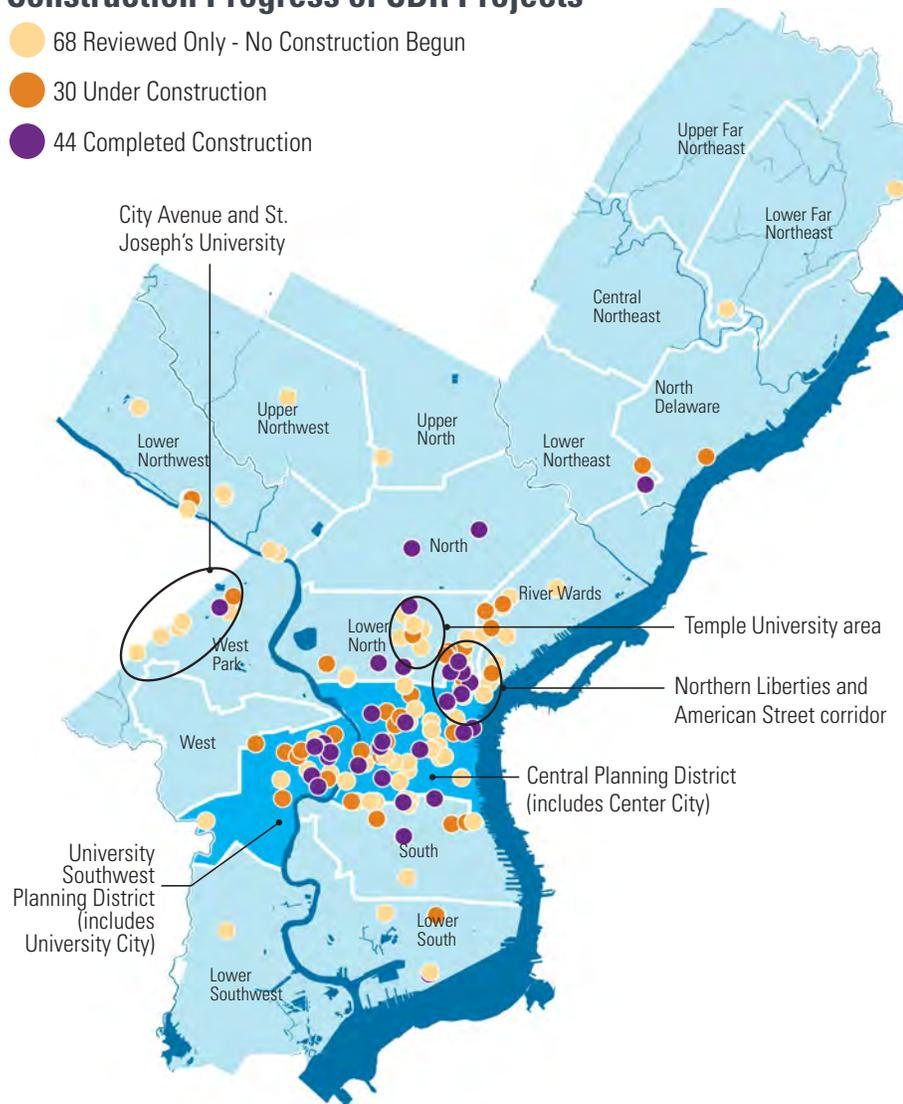 Construction Progress of CDR Projects
68 Reviewed Only - No Construction Begun
30 Under Construction
44 Completed Construction
City Avenue and St.
Joseph's University
Upper Far
Northeast
Lower Far
Northeast
Central
Northeast
North
Delaware
Upper
Northwest
Upper
North
Lower
Northwest
Lower
Northeast
North
River Wards
Lower
North
Temple University area
West
Park
Northern Liberties and
American Street corridor
West
Central Planning District
(includes Center City)
South
University
Southwest
Planning District
(includes
University City)
Lower
South
Lower
Southwest